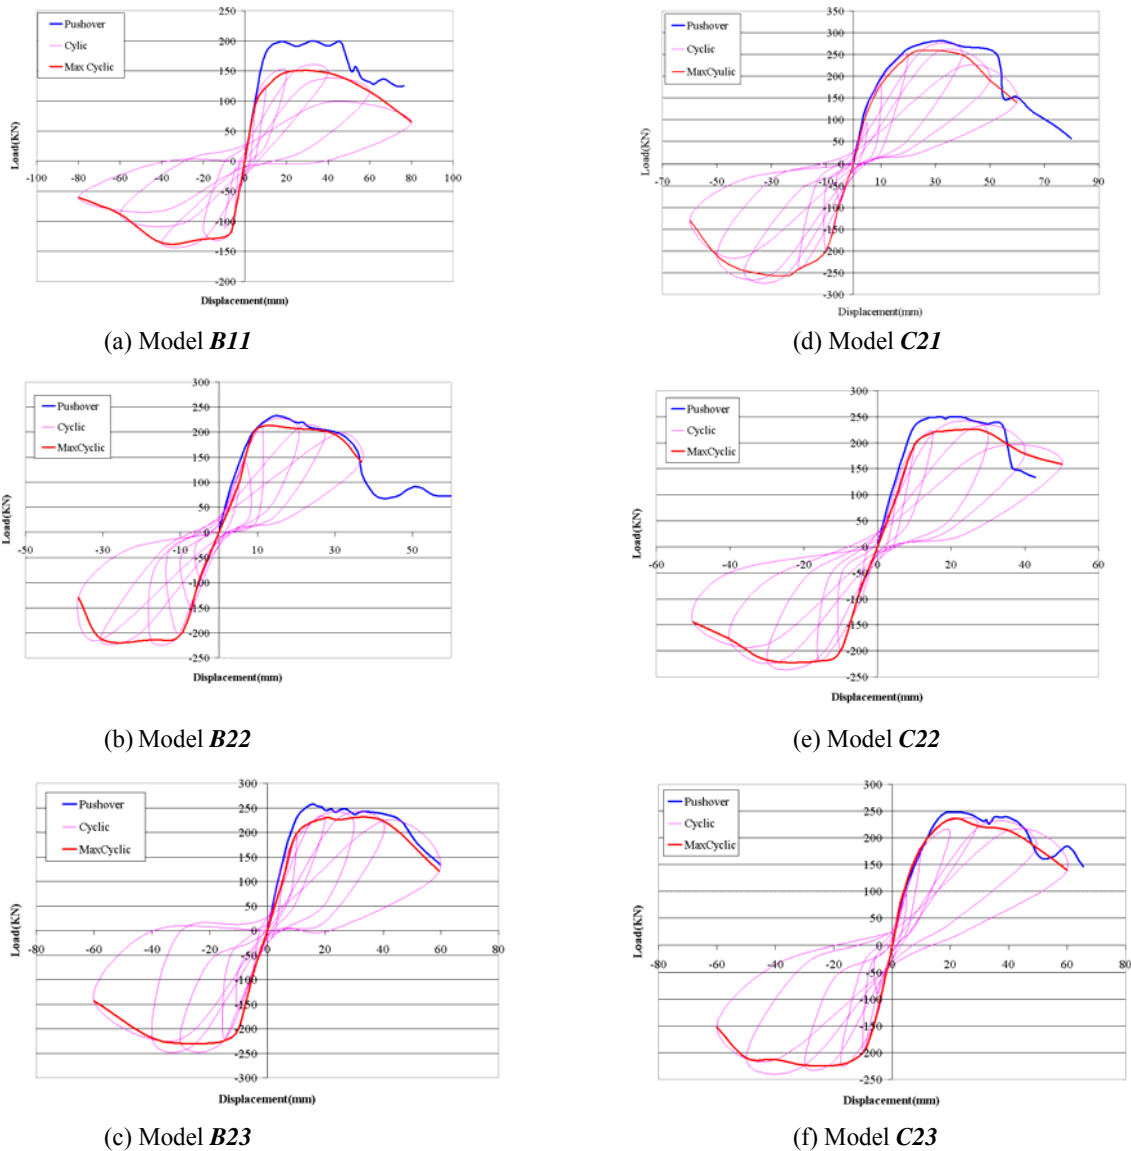 250
200
150
100
50
0
-50
-100
-150
-200
-100 -80 -60 -40 -20 0 20 40 60 80 100
Load(KN)
Displacement(mm)
Pushover
Cylic
Max Cyclic
(a) Model B11
350
300
250
200
150
100
50
0
-50
-100
-150
-200
-250
-300
-70 -50 -30 -10 10 30 50 70 90
Load(KN)
Displacement(mm)
Pushover
Cyclic
MaxCyulic
(d) Model C21
300
250
200
150
100
50
0
-50
-100
-150
-200
-250
-50 -30 -10 10 30 50
Load(KN)
Displacement(mm)
Pushover
Cyclic
MaxCyclic
(b) Model B22
300
250
200
150
100
50
0
-50
-100
-150
-200
-250
-60 -40 -20 0 20 40 60
Load(KN)
Displacement(mm)
Pushover
Cyclic
MaxCyclic
(e) Model C22
300
250
200
150
100
50
0
-50
-100
-150
-200
-250
-300
-80 -60 -40 -20 0 20 40 60 80
Load(KN)
Displacement(mm)
Pushover
Cyclic
MaxCyclic
(c) Model B23
300
250
200
150
100
50
0
-50
-100
-150
-200
-250
-80 -60 -40 -20 0 20 40 60 80
Load(KN)
Displacement(mm)
Pushover
Cyclic
MaxCyclic
(f) Model C23